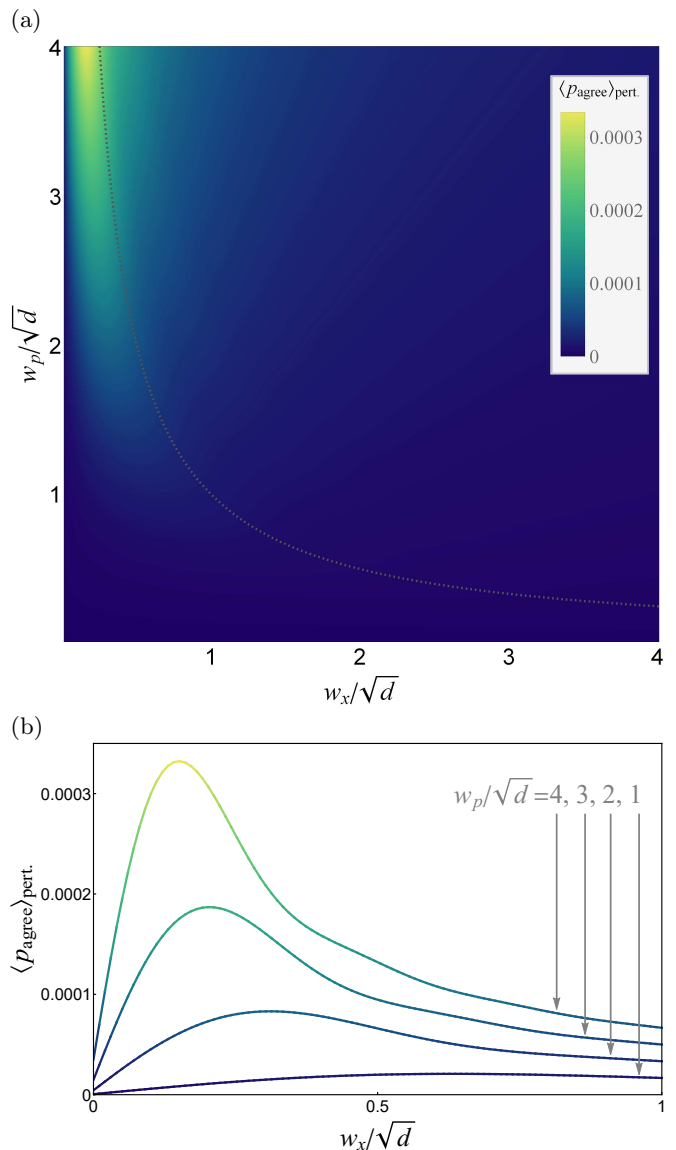 (a)
4
3
2
1
w_p/√d
1
2
3
4
w_x/√d
⟨p_agree⟩_pert.
0.0003
0.0002
0.0001
0
(b)
0.0003
0.0002
0.0001
0
⟨p_agree⟩_pert.
w_p/√d=4, 3, 2, 1
0
0.5
1
w_x/√d